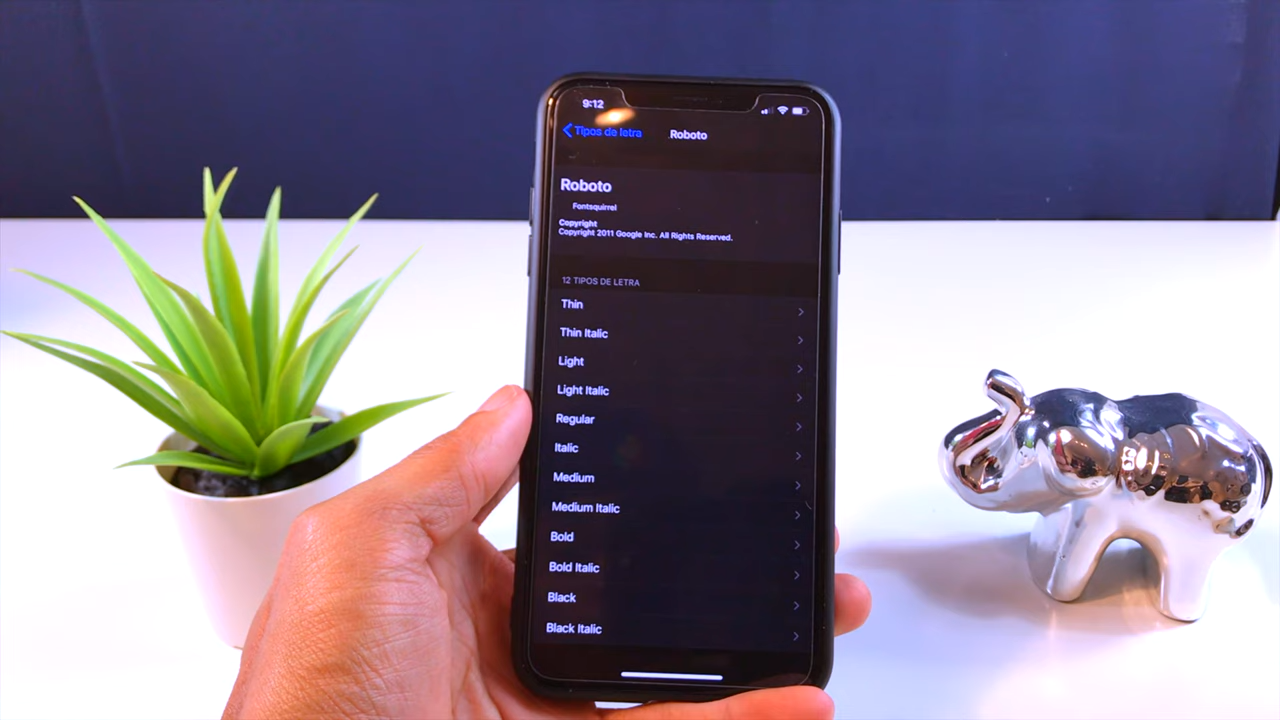 9:12
Tipos de letra
Roboto
Roboto
Fontsquirrel
Copyright
Copyright 2011 Google Inc. All Rights Reserved.
12 TIPOS DE LETRA
Thin
Thin Italic
Light
Light Italic
Regular
Italic
Medium
Medium Italic
Bold
Bold Italic
Black
Black Italic